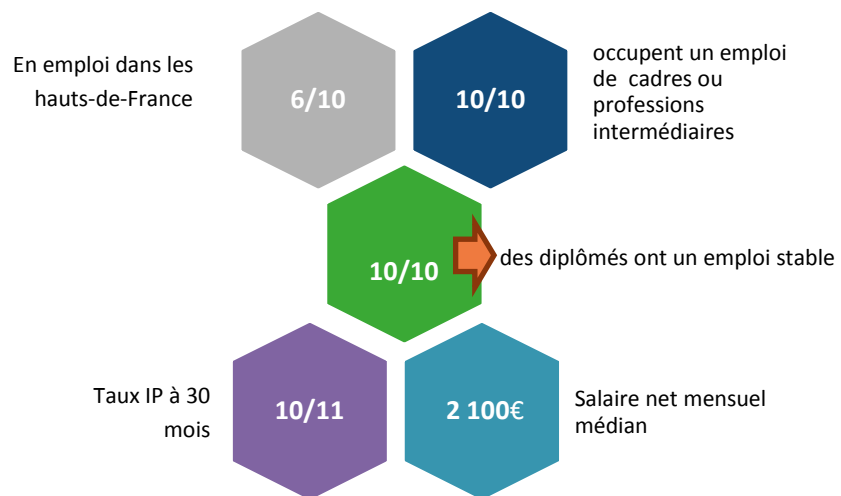 En emploi dans les
hauts-de-France
6/10
10/10
occupent un emploi
de cadres ou
professions
intermédiaires
10/10
des diplômés ont un emploi stable
Taux IP à 30
mois
10/11
2 100€
Salaire net mensuel
médian